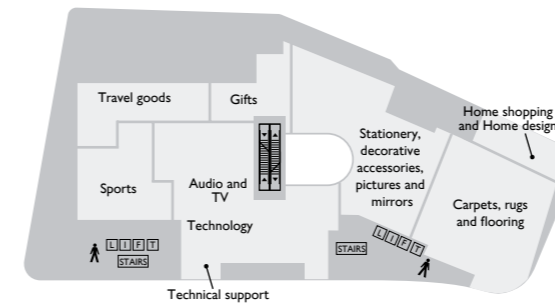 Travel goods
Gifts
Home shopping
and Home design
Stationery,
decorative
accessories,
pictures and
mirrors
Sports
Audio and
TV
Carpets, rugs
and flooring
Technology
LIFT
STAIRS
STAIRS
LIFT
Technical support